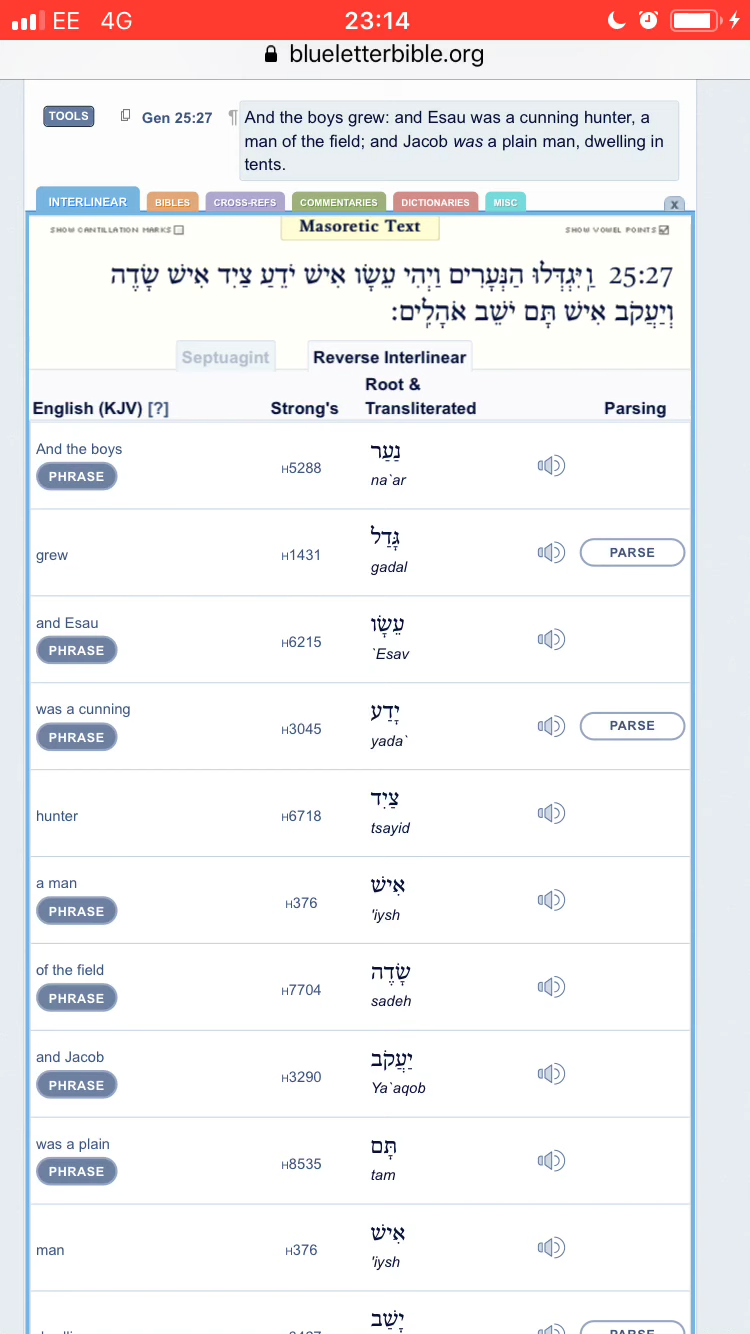 EE 4G 23:14
blueletterbible.org
TOOLS Gen 25:27 ¶ And the boys grew: and Esau was a cunning hunter, a
man of the field; and Jacob was a plain man, dwelling in
tents.
INTERLINEAR BIBLES CROSS-REFS COMMENTARIES DICTIONARIES MISC x
SHOW CANTILLATION MARKS Masoretic Text SHOW VOWEL POINTS
25:27 וַיִּגְדְּלוּ הַנְּעָרִים וַיְהִי עֵשָׂו אִישׁ יֹדֵעַ צַיִד אִישׁ שָׂדֶה
וְיַעֲקֹב אִישׁ תָּם יֹשֵׁב אֹהָלִים׃
Septuagint Reverse Interlinear
English (KJV) [?] Strong's Root &
Transliterated Parsing
And the boys
PHRASE H5288 נַעַר
na`ar
grew H1431 גָּדַל
gadal PARSE
and Esau
PHRASE H6215 עֵשָׂו
`Esav
was a cunning
PHRASE H3045 יָדַע
yada` PARSE
hunter H6718 צַיִד
tsayid
a man
PHRASE H376 אִישׁ
'iysh
of the field
PHRASE H7704 שָׂדֶה
sadeh
and Jacob
PHRASE H3290 יַעֲקֹב
Ya`aqob
was a plain
PHRASE H8535 תָּם
tam
man H376 אִישׁ
'iysh
יָשַׁב
PARSE